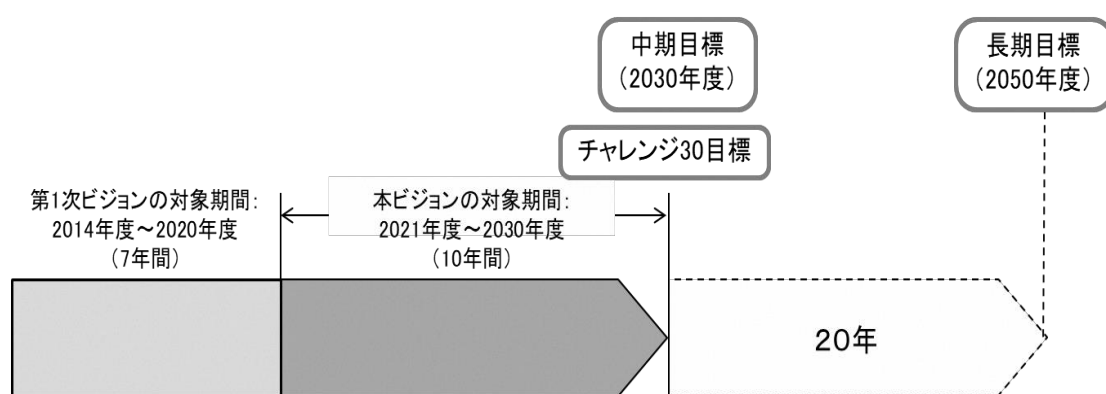 中期目標
（2030年度）
長期目標
（2050年度）
チャレンジ30目標
第1次ビジョンの対象期間：
2014年度～2020年度
（7年間）
本ビジョンの対象期間：
2021年度～2030年度
（10年間）
20年